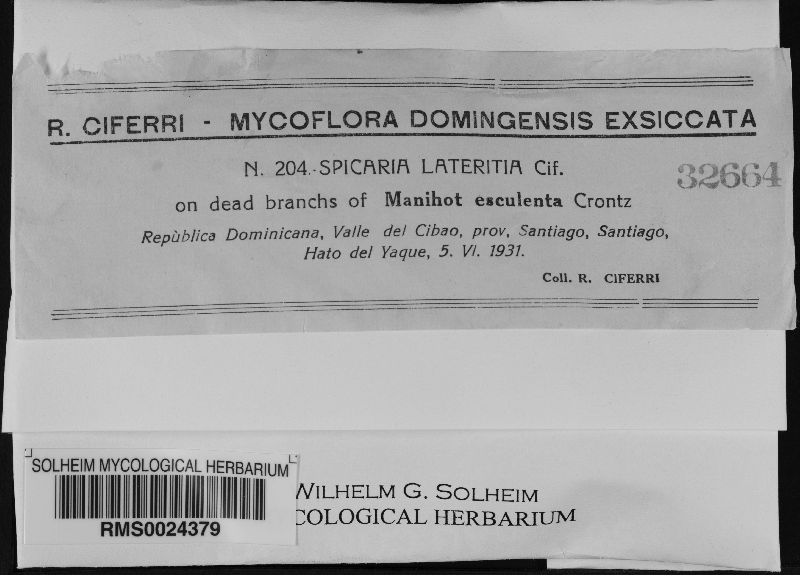 R. CIFERRI - MYCOFLORA DOMINGENSIS EXSICCATA
N. 204.-SPICARIA LATERITIA Cif.
32664
on dead branchs of Manihot esculenta Crontz
Repùblica Dominicana, Valle del Cibao, prov, Santiago, Santiago,
Hato del Yaque, 5. VI. 1931.
Coll. R. CIFERRI
SOLHEIM MYCOLOGICAL HERBARIUM
RMS0024379
WILHELM G. SOLHEIM
COLOGICAL HERBARIUM